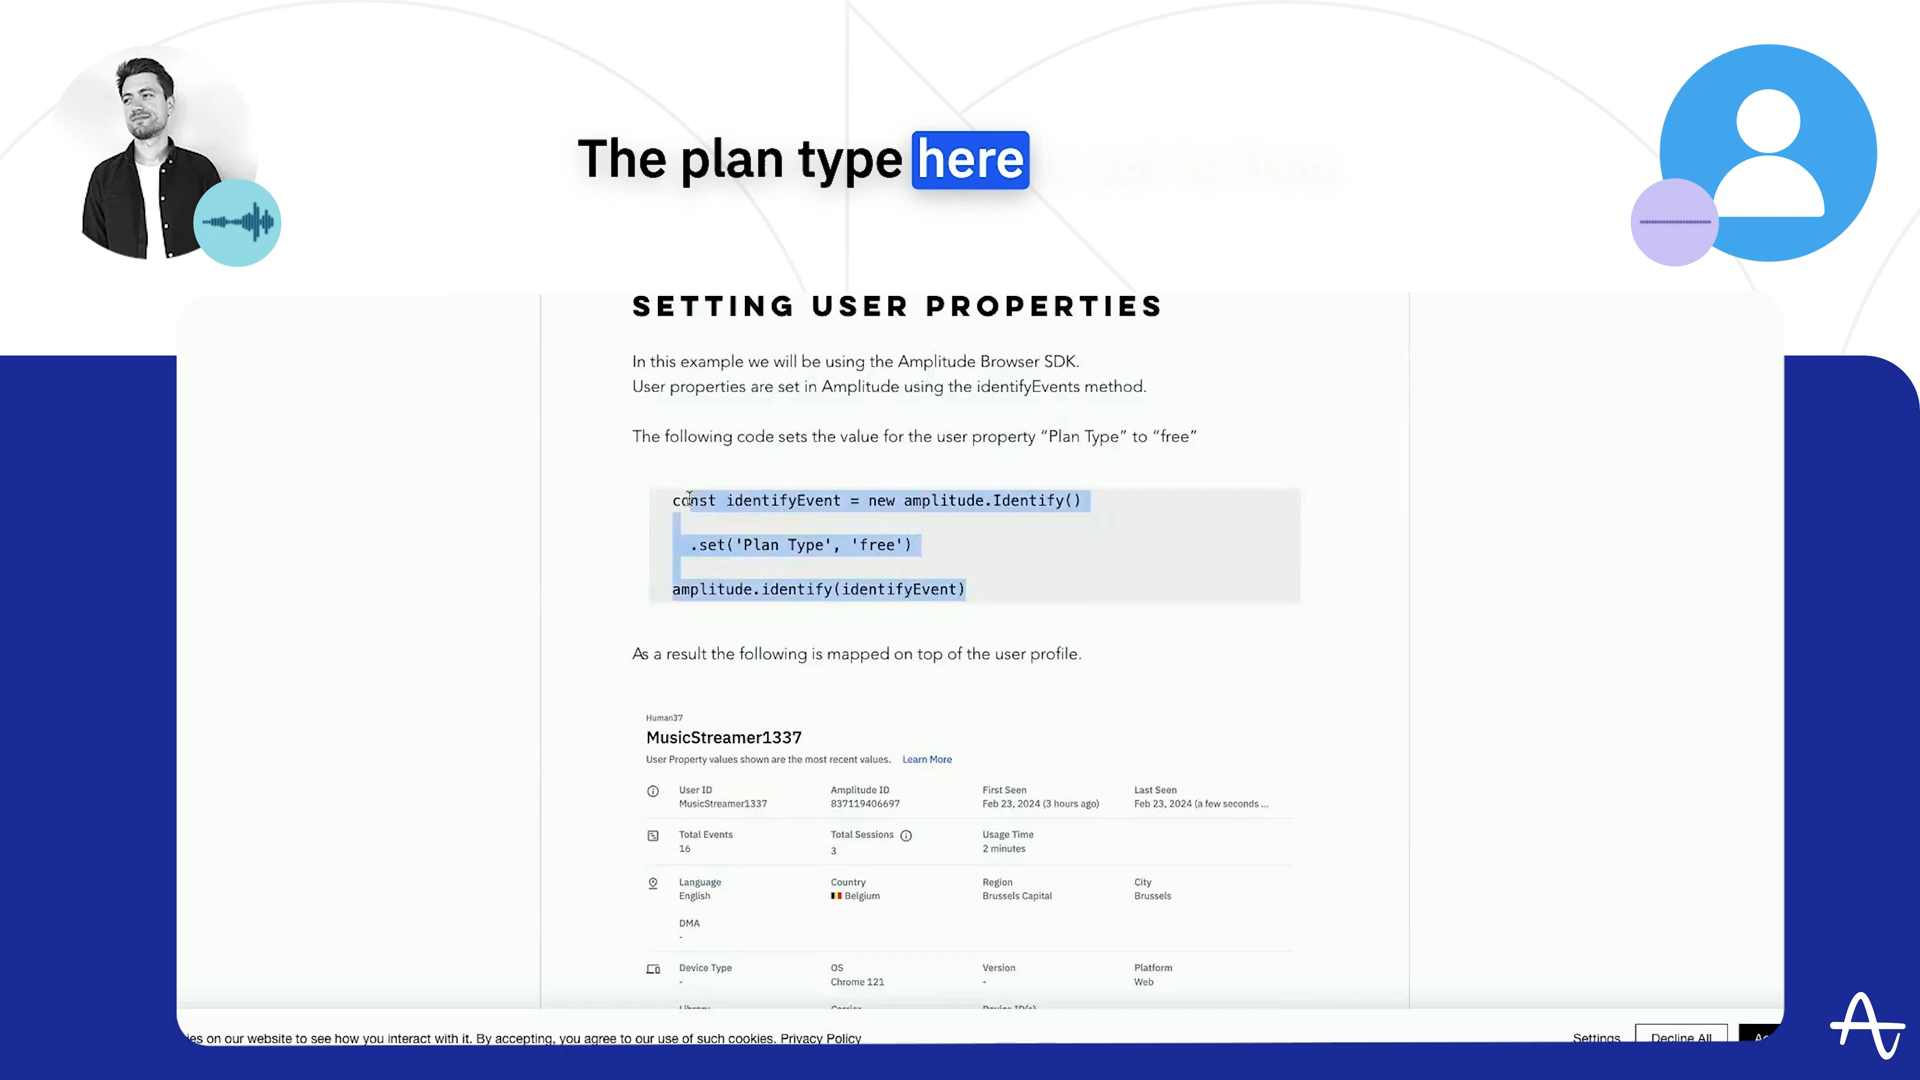 The plan type here
SETTING USER PROPERTIES
In this example we will be using the Amplitude Browser SDK.
User properties are set in Amplitude using the identifyEvents method.
The following code sets the value for the user property “Plan Type” to “free”
const identifyEvent = new amplitude.Identify()
.set('Plan Type', 'free')
amplitude.identify(identifyEvent)
As a result the following is mapped on top of the user profile.
Human37
MusicStreamer1337
User Property values shown are the most recent values. Learn More
User ID Amplitude ID First Seen Last Seen
MusicStreamer1337 837119406697 Feb 23, 2024 (3 hours ago) Feb 23, 2024 (a few seconds ...
Total Events Total Sessions Usage Time
16 3 2 minutes
Language Country Region City
English Belgium Brussels Capital Brussels
DMA
-
Device Type OS Version Platform
- Chrome 121 - Web
ies on our website to see how you interact with it. By accepting, you agree to our use of such cookies. Privacy Policy Settings Decline All